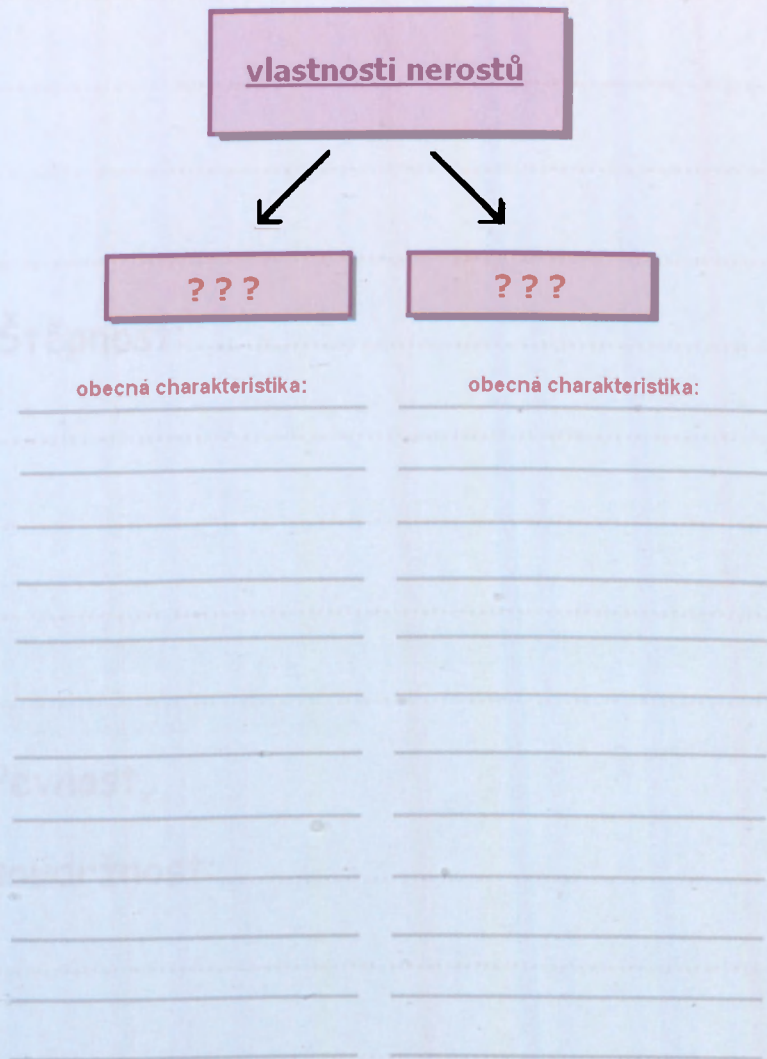 vlastnosti nerostů
? ? ?
? ? ?
obecná charakteristika:
obecná charakteristika: